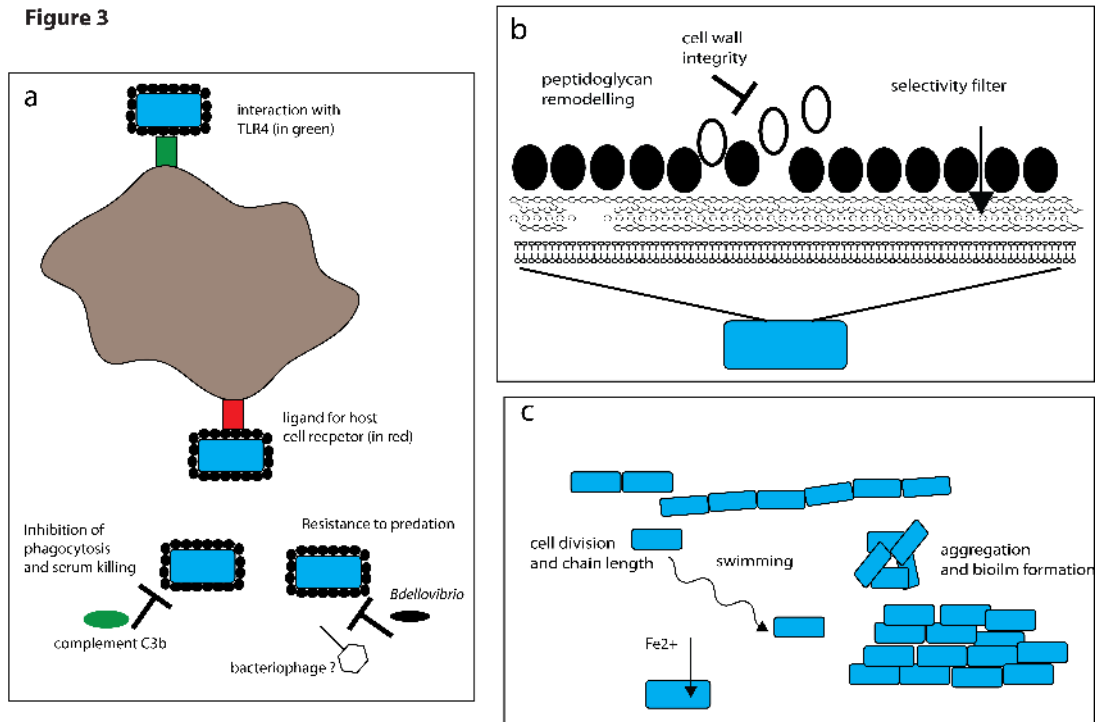 Figure 3
a
interaction with
TLR4 (in green)
ligand for host
cell recpetor (in red)
Inhibition of
phagocytosis
and serum killing
complement C3b
Resistance to predation
Bdellovibrio
bacteriophage ?
b
cell wall
integrity
peptidoglycan
remodelling
selectivity filter
c
cell division
and chain length
swimming
aggregation
and bioilm formation
Fe2+